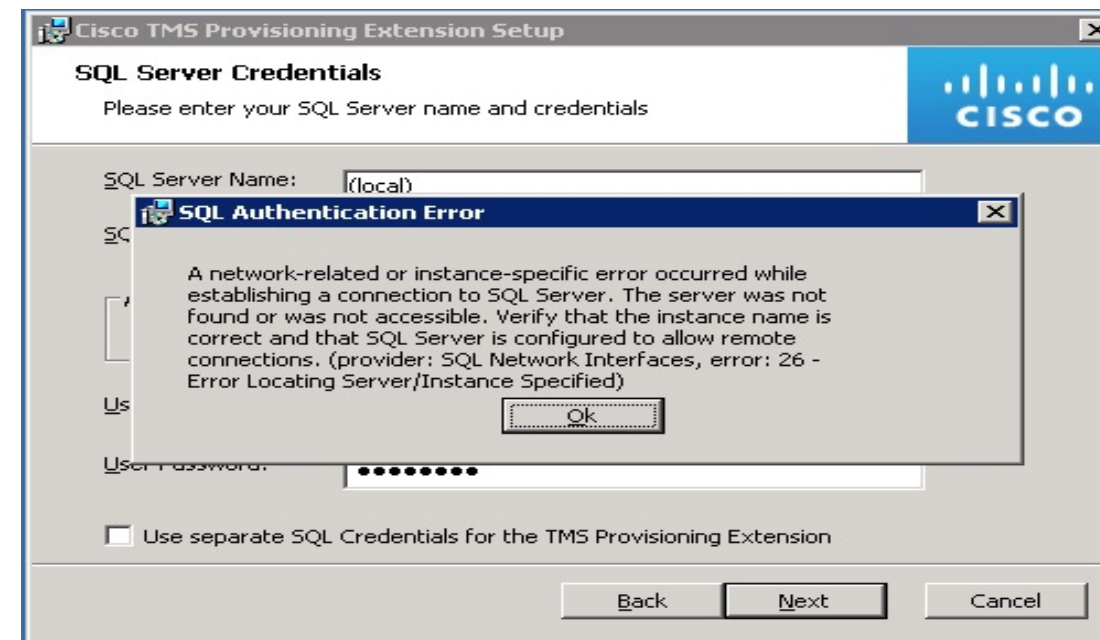 Cisco TMS Provisioning Extension Setup
SQL Server Credentials
Please enter your SQL Server name and credentials
CISCO
SQL Server Name:
(local)
SQL Authentication Error
A network-related or instance-specific error occurred while
establishing a connection to SQL Server. The server was not
found or was not accessible. Verify that the instance name is
correct and that SQL Server is configured to allow remote
connections. (provider: SQL Network Interfaces, error: 26 -
Error Locating Server/Instance Specified)
Ok
User Password:
Use separate SQL Credentials for the TMS Provisioning Extension
Back
Next
Cancel